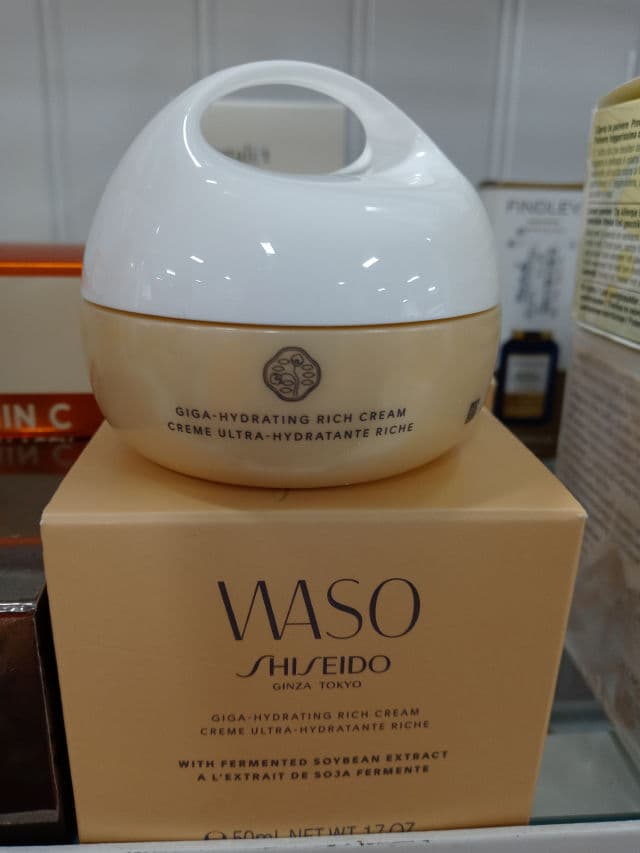 GIGA-HYDRATING RICH CREAM
CREME ULTRA-HYDRATANTE RICHE
WASO
SHISEIDO
GINZA TOKYO
GIGA-HYDRATING RICH CREAM
CREME ULTRA-HYDRATANTE RICHE
WITH FERMENTED SOYBEAN EXTRACT
A L'EXTRAIT DE SOJA FERMENTE
℮ 50mL NET WT. 1.7 OZ.
IN C
FINDLEY